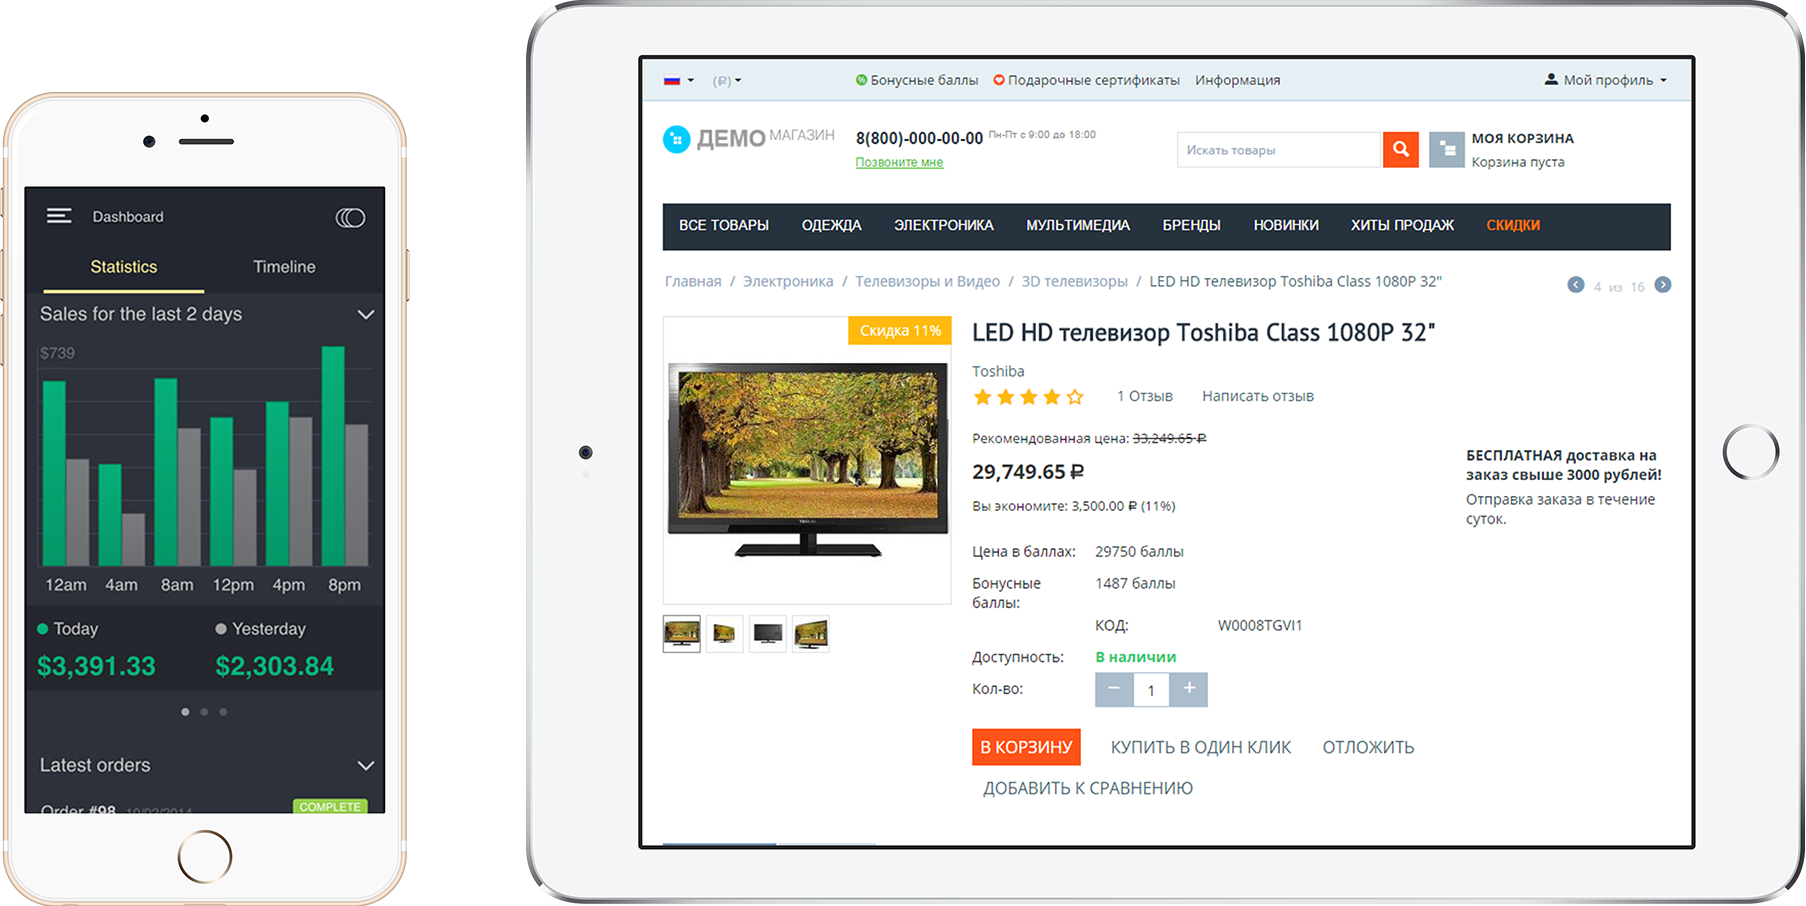 Dashboard
Statistics Timeline
Sales for the last 2 days
$739
12am 4am 8am 12pm 4pm 8pm
Today Yesterday
$3,391.33 $2,303.84
Latest orders
Order #98 10/02/2014 COMPLETE
(₽) Бонусные баллы Подарочные сертификаты Информация Мой профиль
ДЕМО МАГАЗИН 8(800)-000-00-00 Пн-Пт с 9:00 до 18:00
Позвоните мне
Искать товары
МОЯ КОРЗИНА
Корзина пуста
ВСЕ ТОВАРЫ ОДЕЖДА ЭЛЕКТРОНИКА МУЛЬТИМЕДИА БРЕНДЫ НОВИНКИ ХИТЫ ПРОДАЖ СКИДКИ
Главная / Электроника / Телевизоры и Видео / 3D телевизоры / LED HD телевизор Toshiba Class 1080P 32" 4 из 16
Скидка 11%
LED HD телевизор Toshiba Class 1080P 32"
Toshiba
1 Отзыв Написать отзыв
Рекомендованная цена: 33,249.65 ₽
29,749.65 ₽
Вы экономите: 3,500.00 ₽ (11%)
БЕСПЛАТНАЯ доставка на
заказ свыше 3000 рублей!
Отправка заказа в течение
суток.
Цена в баллах: 29750 баллы
Бонусные
баллы: 1487 баллы
КОД: W0008TGVI1
Доступность: В наличии
Кол-во: − 1 +
В КОРЗИНУ КУПИТЬ В ОДИН КЛИК ОТЛОЖИТЬ
ДОБАВИТЬ К СРАВНЕНИЮ